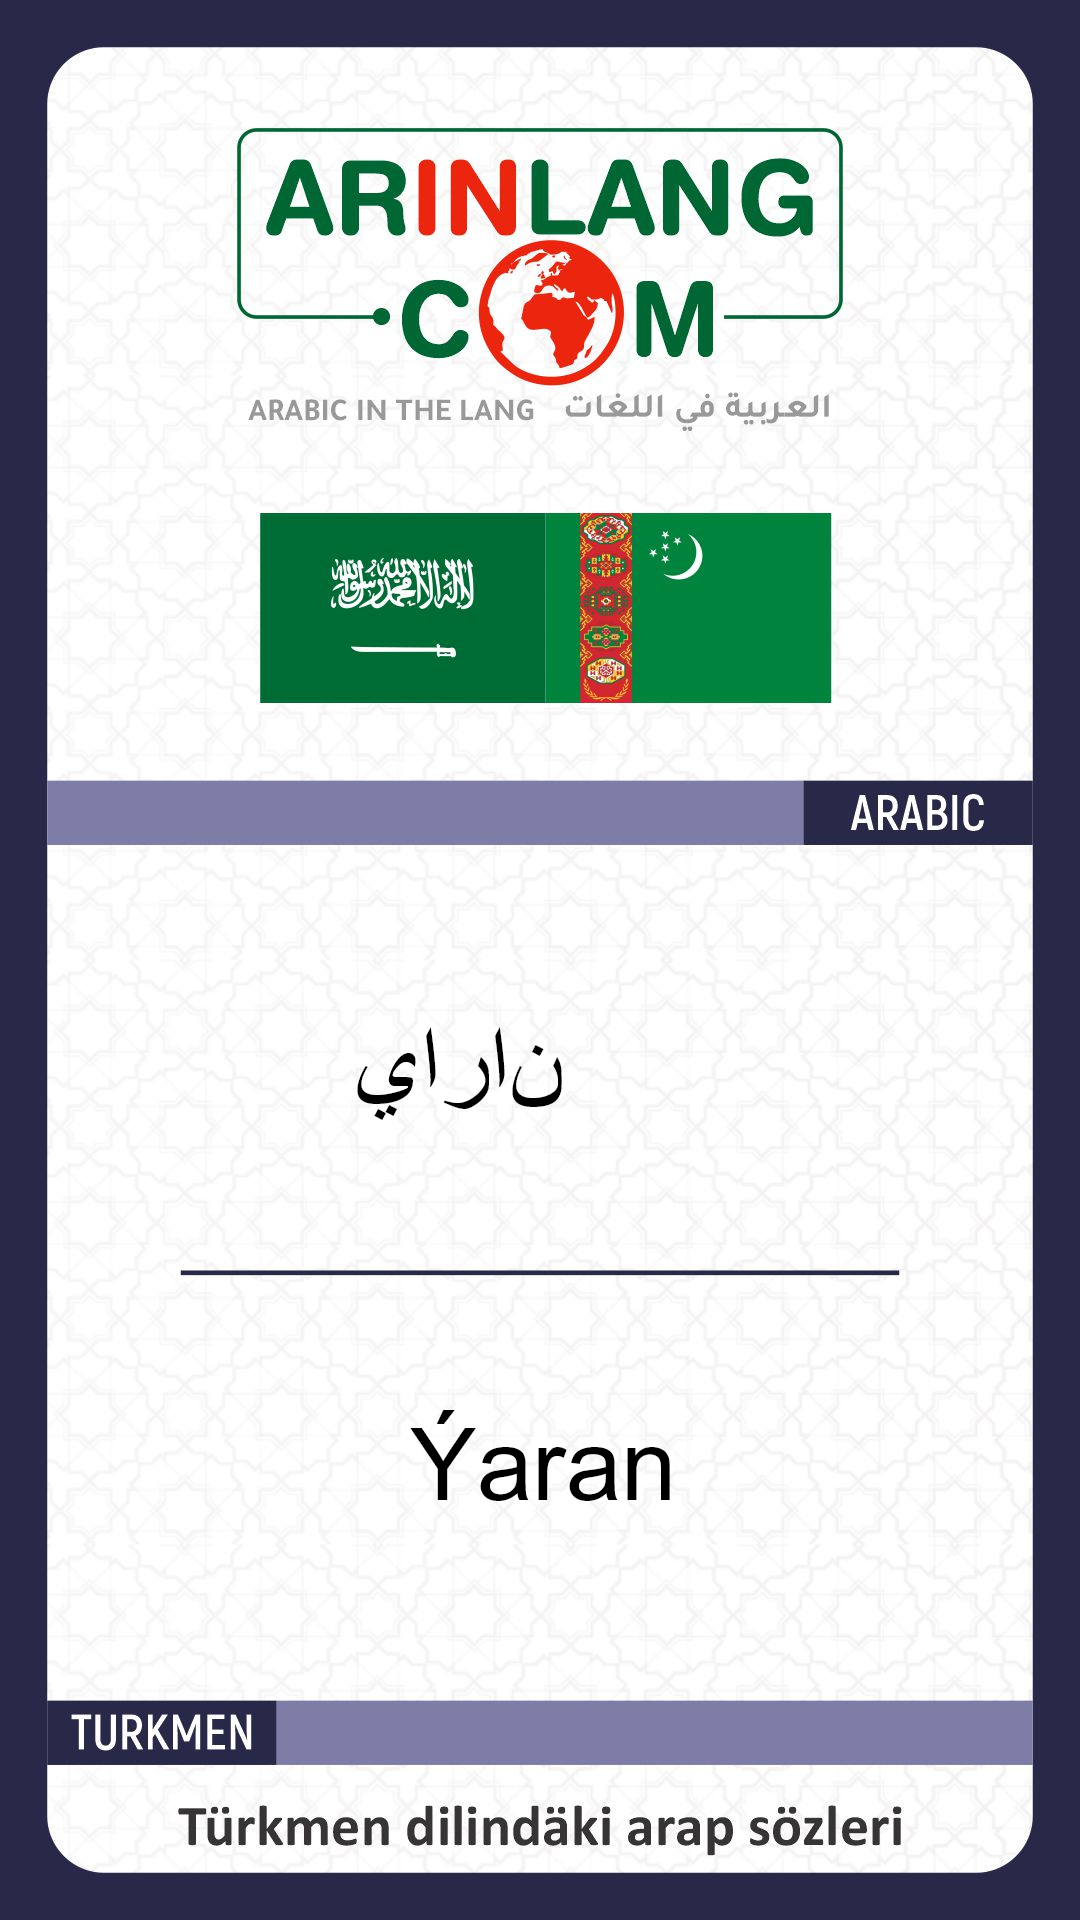 ARINLANG
.COM
ARABIC IN THE LANG العربية في اللغات
لا إله إلا الله محمد رسول الله
ARABIC
ناراي
Ýaran
TURKMEN
Türkmen dilindäki arap sözleri